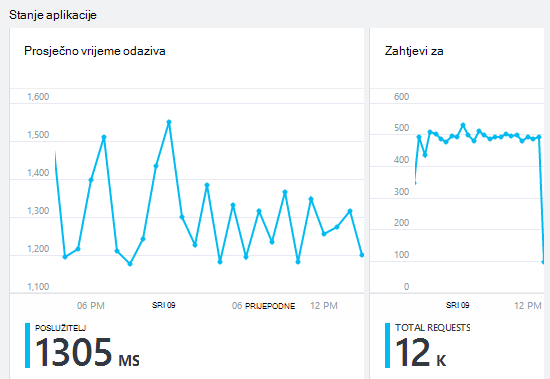 Stanje aplikacije
Prosječno vrijeme odaziva
1,600
1,500
1,400
1,300
1,200
1,100
06 PM SRI 09 06 PRIJEPODNE 12 PM
POSLUŽITELJ
1305 MS
Zahtjevi za
600
500
400
300
200
100
0
SRI 09 12 PM
TOTAL REQUESTS
12 K